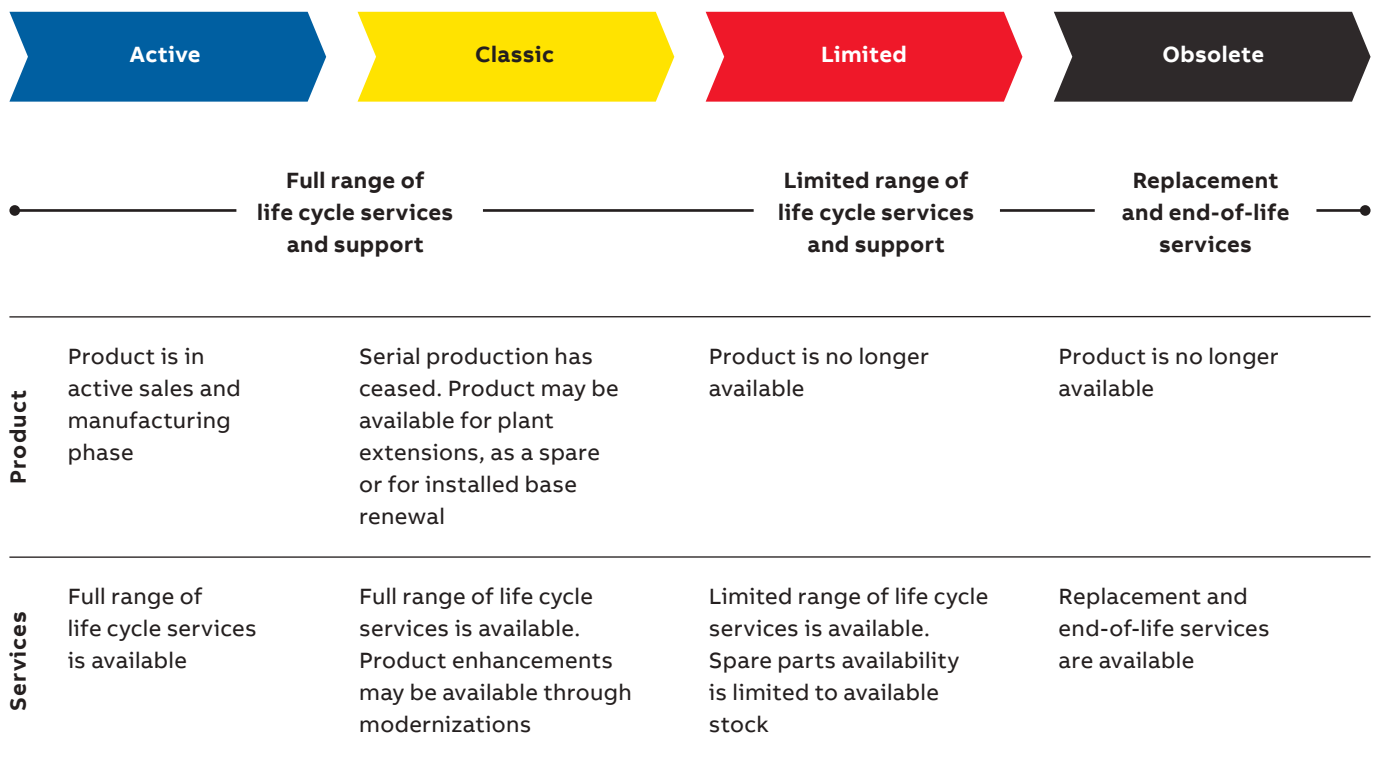 Active
Classic
Limited
Obsolete
Full range of
life cycle services
and support
Limited range of
life cycle services
and support
Replacement
and end-of-life
services
Product
Product is in
active sales and
manufacturing
phase
Serial production has
ceased. Product may be
available for plant
extensions, as a spare
or for installed base
renewal
Product is no longer
available
Product is no longer
available
Services
Full range of
life cycle services
is available
Full range of life cycle
services is available.
Product enhancements
may be available through
modernizations
Limited range of life cycle
services is available.
Spare parts availability
is limited to available
stock
Replacement and
end-of-life services
are available